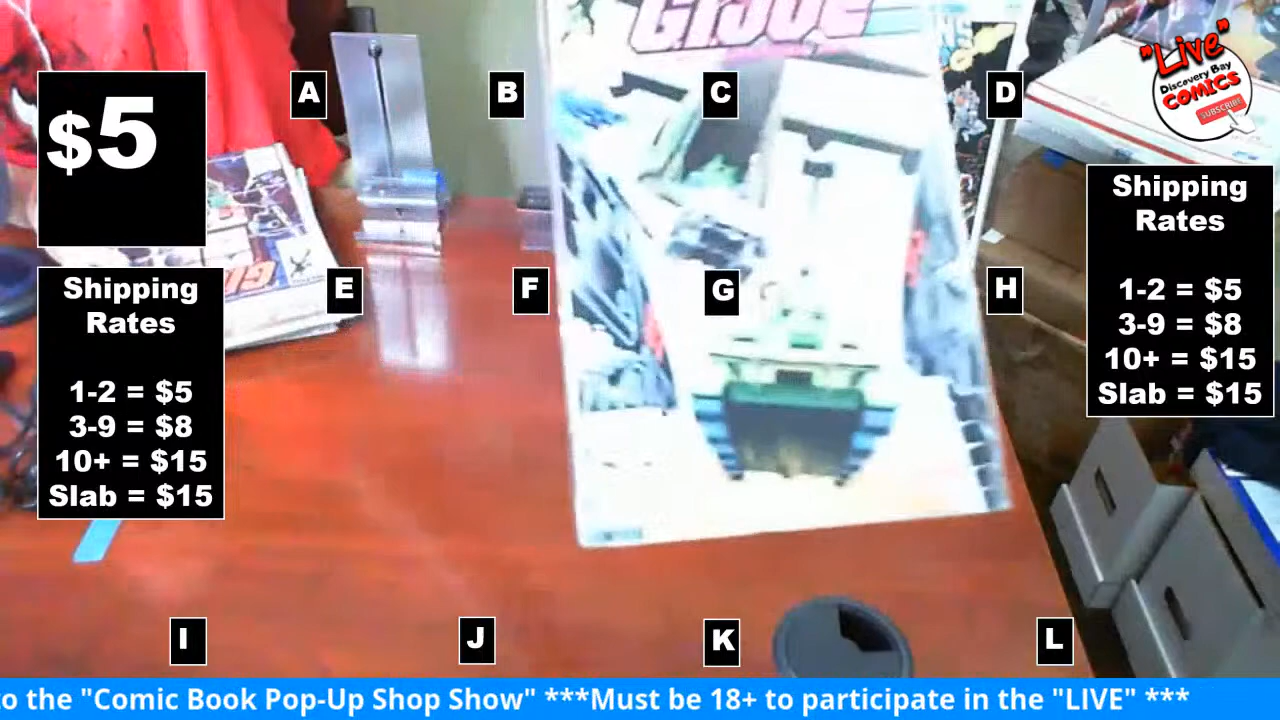 G.I.JOE
"Live"
Discovery Bay
COMICS
SUBSCRIBE
$5
A
B
C
D
Shipping
Rates
1-2 = $5
3-9 = $8
10+ = $15
Slab = $15
E
F
G
H
Shipping
Rates
1-2 = $5
3-9 = $8
10+ = $15
Slab = $15
I
J
K
L
to the "Comic Book Pop-Up Shop Show" ***Must be 18+ to participate in the "LIVE" ***